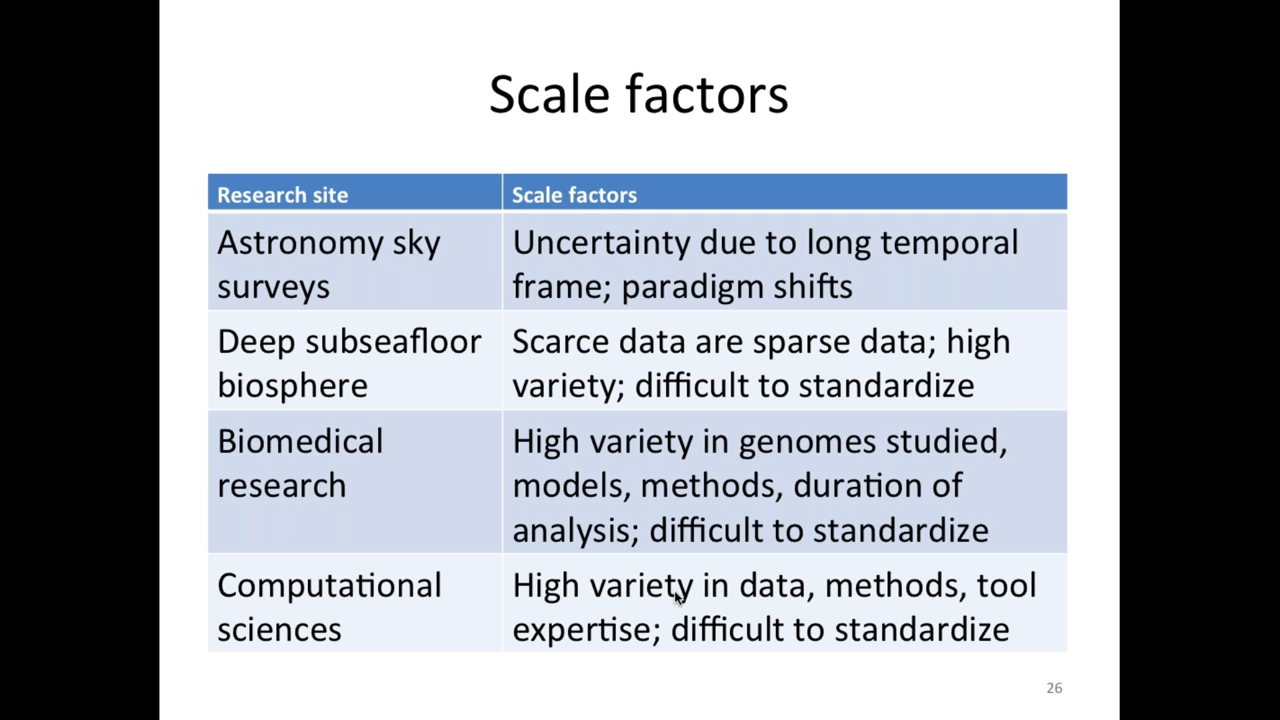 Scale factors
Research site
Scale factors
Astronomy sky
surveys
Uncertainty due to long temporal
frame; paradigm shifts
Deep subseafloor
biosphere
Scarce data are sparse data; high
variety; difficult to standardize
Biomedical
research
High variety in genomes studied,
models, methods, duration of
analysis; difficult to standardize
Computational
sciences
High variety in data, methods, tool
expertise; difficult to standardize
26